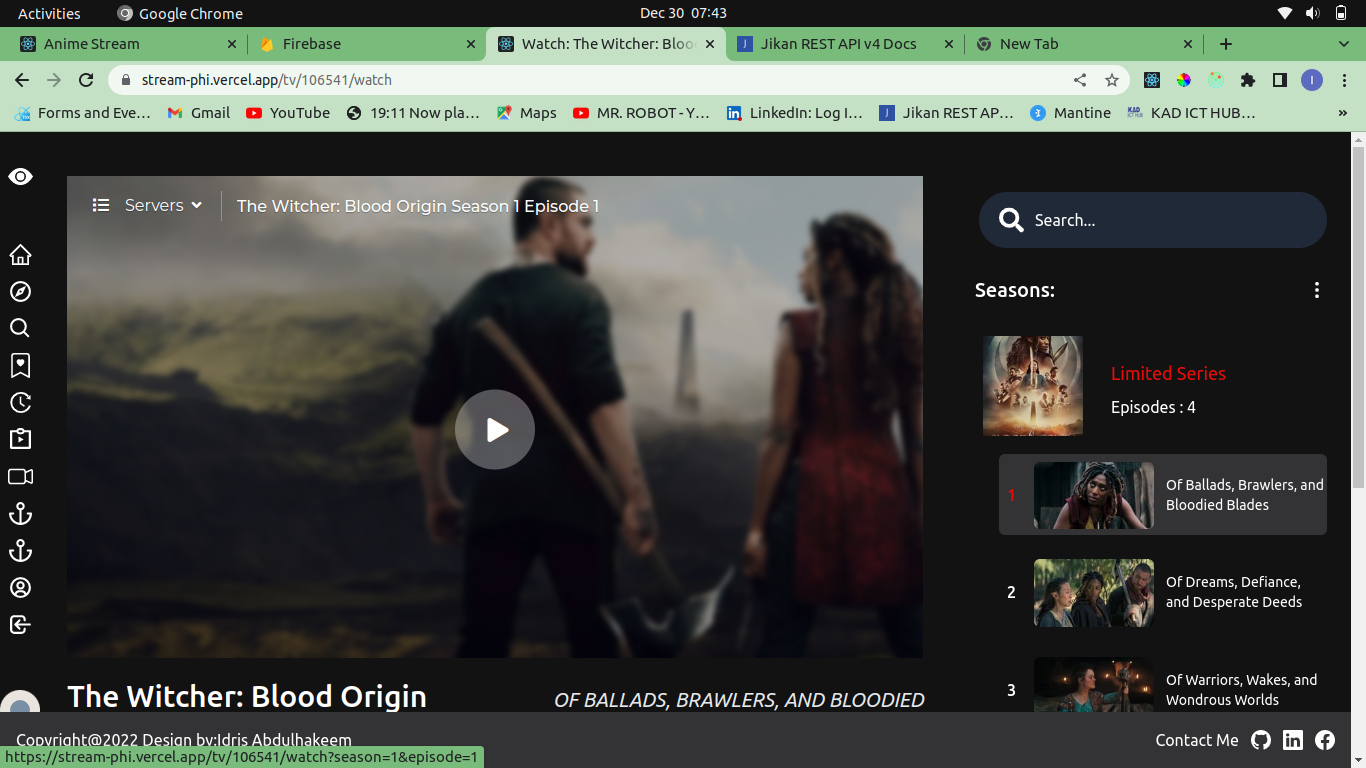 Activities
Google Chrome
Dec 30 07:43
Anime Stream
Firebase
Watch: The Witcher: Bloo
Jikan REST API v4 Docs
New Tab
stream-phi.vercel.app/tv/106541/watch
I
Forms and Eve…
Gmail
YouTube
19:11 Now pla…
Maps
MR. ROBOT - Y…
LinkedIn: Log I…
J
Jikan REST AP…
Mantine
KAD ICT HUB…
»
Servers
The Witcher: Blood Origin Season 1 Episode 1
Search...
Seasons:
Limited Series
Episodes : 4
1
Of Ballads, Brawlers, and
Bloodied Blades
2
Of Dreams, Defiance,
and Desperate Deeds
3
Of Warriors, Wakes, and
Wondrous Worlds
The Witcher: Blood Origin
OF BALLADS, BRAWLERS, AND BLOODIED
Copyright@2022 Design by:Idris Abdulhakeem
Contact Me
https://stream-phi.vercel.app/tv/106541/watch?season=1&episode=1